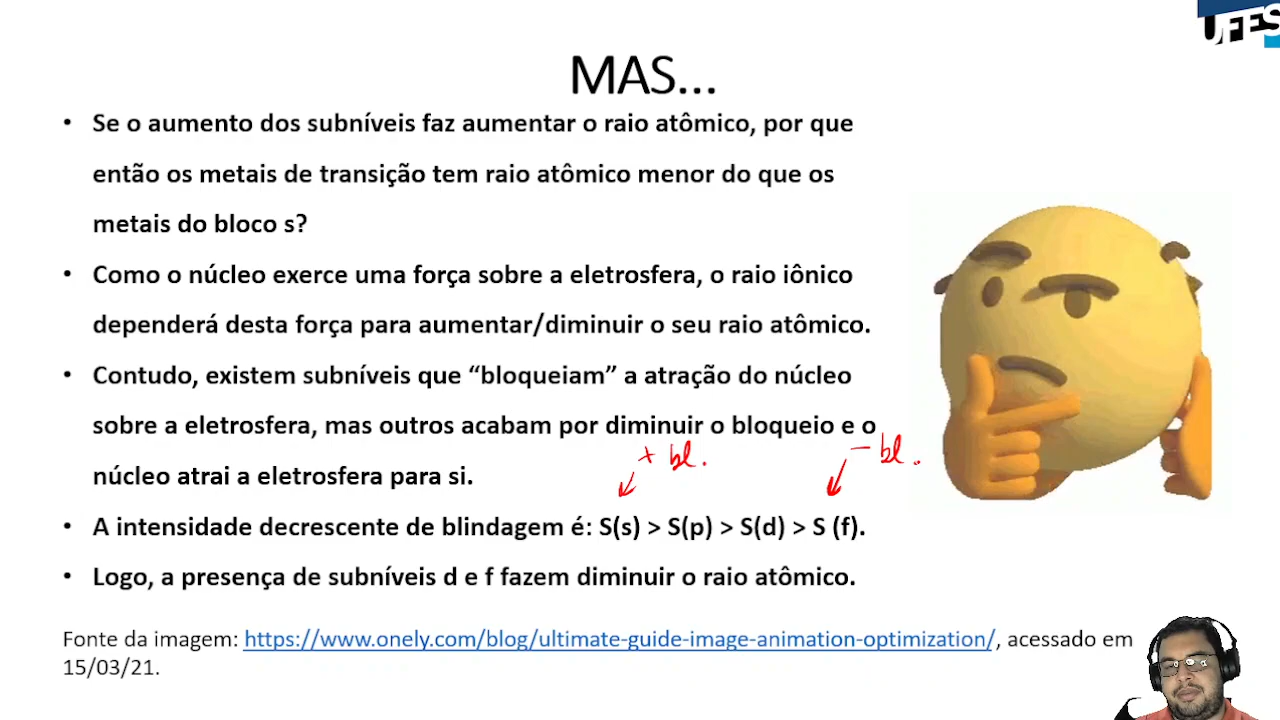 UFES
MAS...
• Se o aumento dos subníveis faz aumentar o raio atômico, por que
então os metais de transição tem raio atômico menor do que os
metais do bloco s?
• Como o núcleo exerce uma força sobre a eletrosfera, o raio iônico
dependerá desta força para aumentar/diminuir o seu raio atômico.
• Contudo, existem subníveis que “bloqueiam” a atração do núcleo
sobre a eletrosfera, mas outros acabam por diminuir o bloqueio e o
núcleo atrai a eletrosfera para si.
+ bl.
− bl.
• A intensidade decrescente de blindagem é: S(s) > S(p) > S(d) > S (f).
• Logo, a presença de subníveis d e f fazem diminuir o raio atômico.
Fonte da imagem: https://www.onely.com/blog/ultimate-guide-image-animation-optimization/, acessado em
15/03/21.